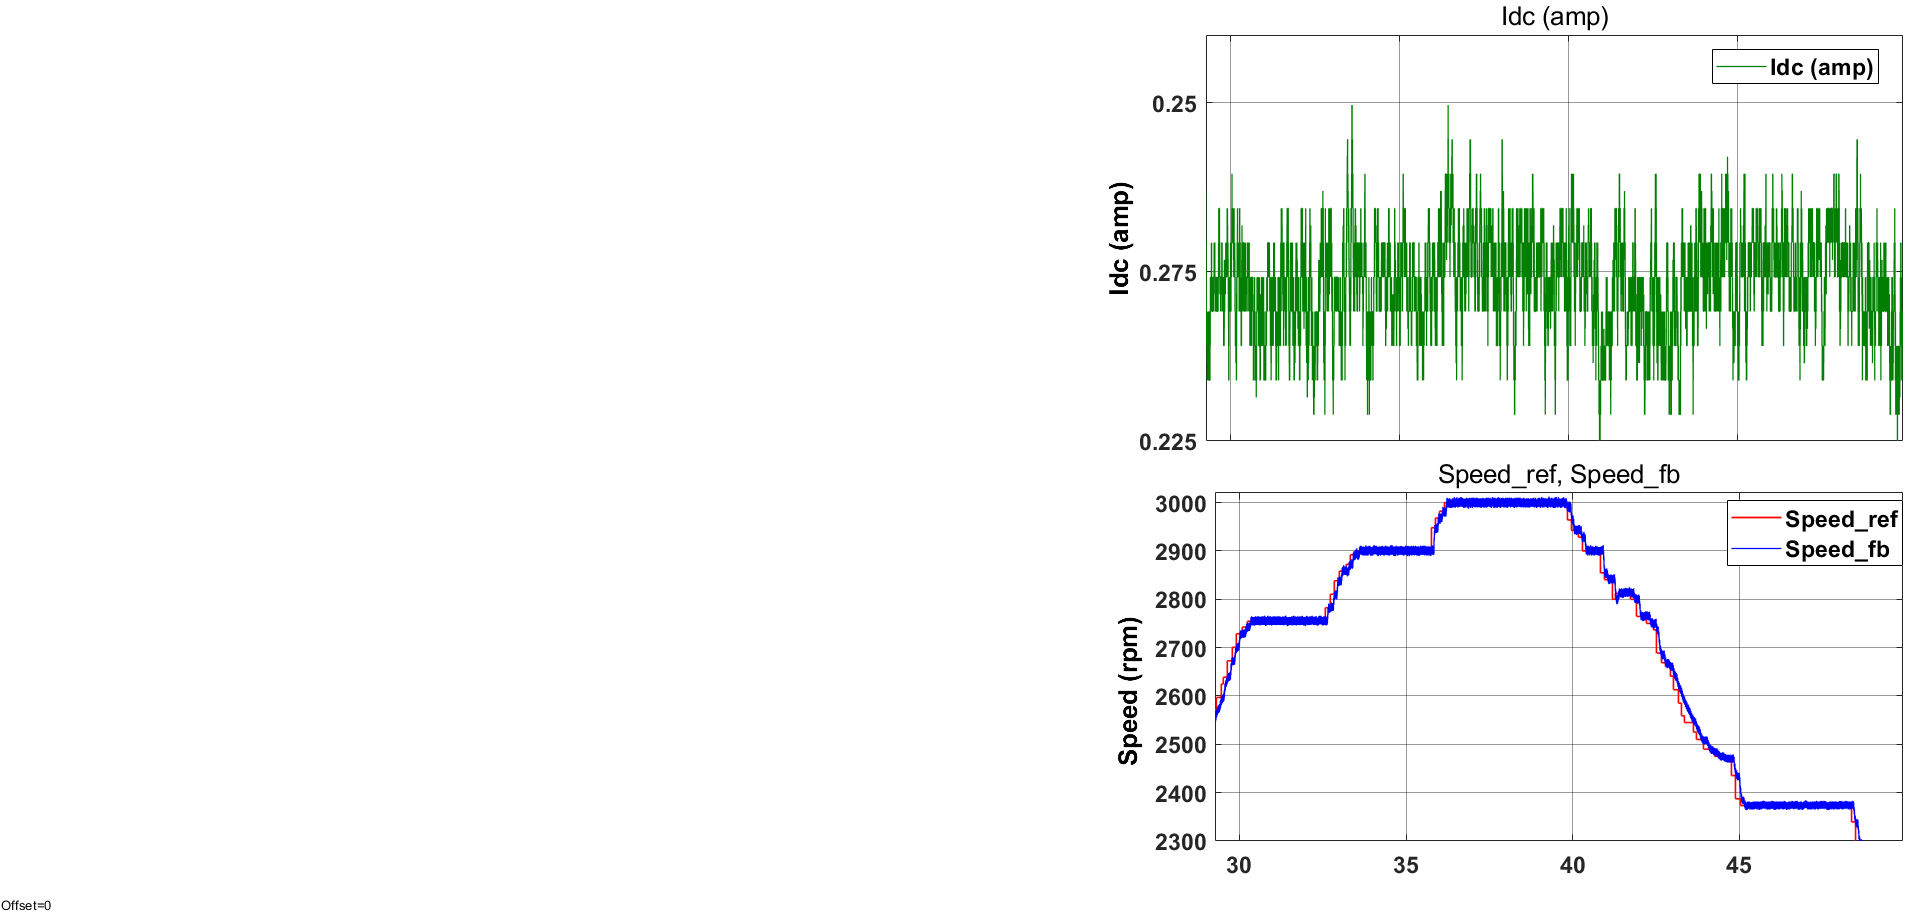 Idc (amp)
Idc (amp)
0.25
0.275
0.225
Idc (amp)
Speed_ref, Speed_fb
Speed_ref
Speed_fb
3000
2900
2800
2700
2600
2500
2400
2300
Speed (rpm)
30 35 40 45
Offset=0